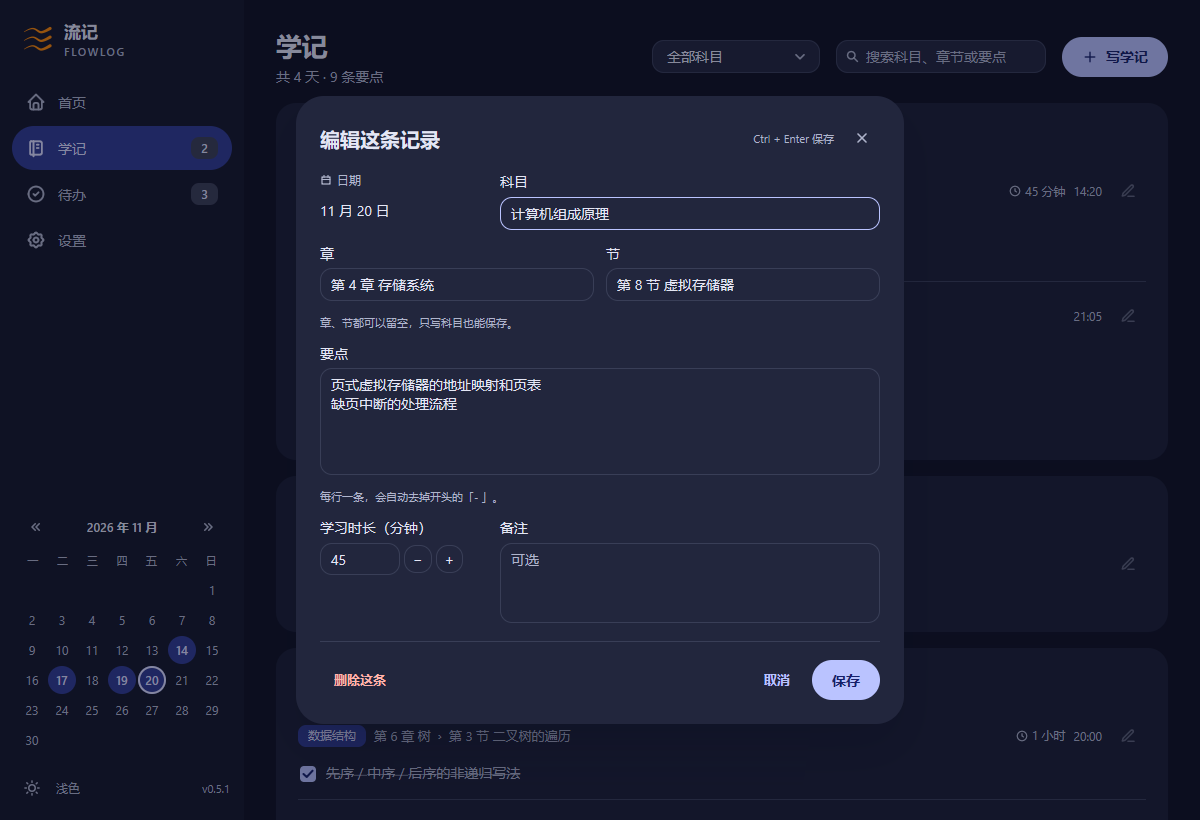 流记
FLOWLOG
首页
学记 2
待办 3
设置
« 2026 年 11 月 »
一 二 三 四 五 六 日
1
2 3 4 5 6 7 8
9 10 11 12 13 14 15
16 17 18 19 20 21 22
23 24 25 26 27 28 29
30
浅色 v0.5.1
学记
共 4 天 · 9 条要点
全部科目
搜索科目、章节或要点
+ 写学记
45 分钟 14:20
21:05
编辑这条记录
Ctrl + Enter 保存 ×
日期
11 月 20 日
科目
计算机组成原理
章
第 4 章 存储系统
节
第 8 节 虚拟存储器
章、节都可以留空，只写科目也能保存。
要点
页式虚拟存储器的地址映射和页表
缺页中断的处理流程
每行一条，会自动去掉开头的「- 」。
学习时长（分钟）
45 − +
备注
可选
删除这条
取消
保存
数据结构 第 6 章 树 › 第 3 节 二叉树的遍历
1 小时 20:00
先序 / 中序 / 后序的非递归写法